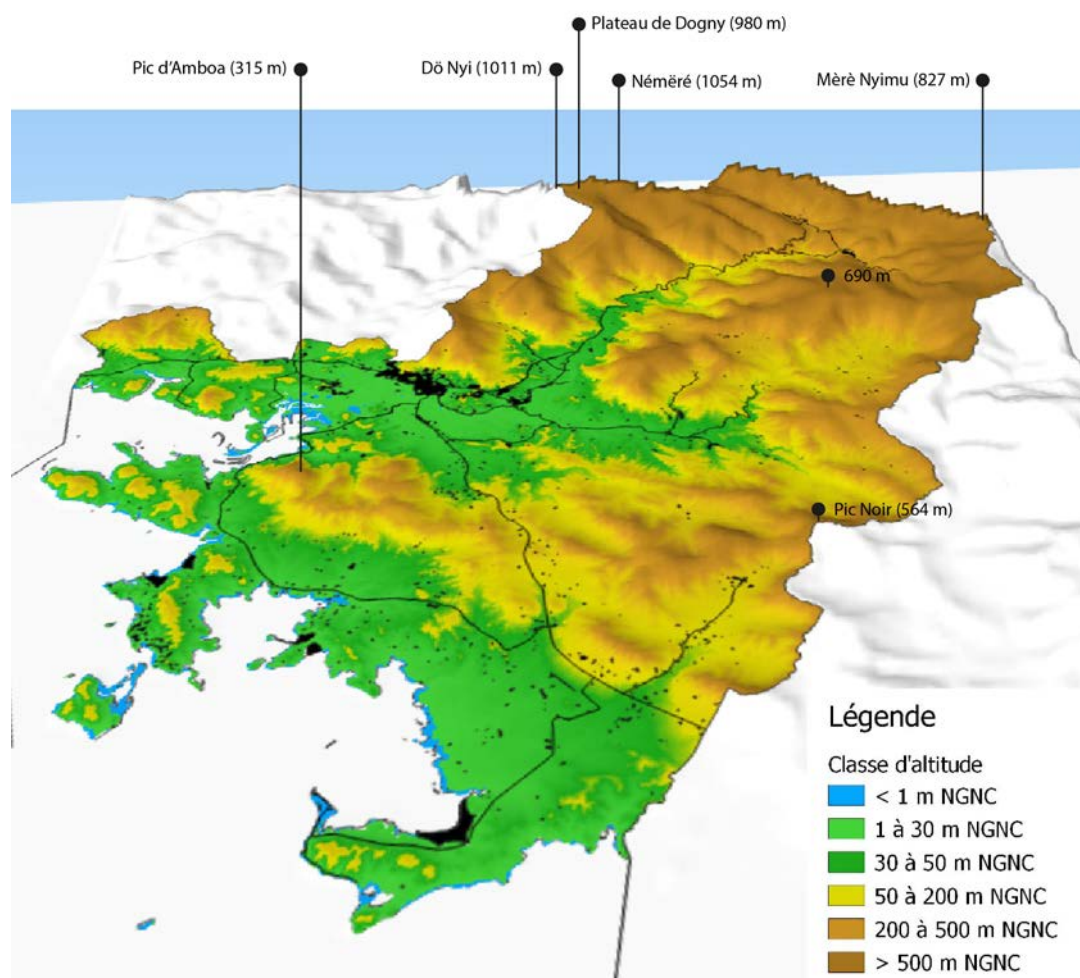 Plateau de Dogny (980 m)
Pic d'Amboa (315 m)
Dö Nyi (1011 m)
Némëré (1054 m)
Mèrè Nyimu (827 m)
690 m
Pic Noir (564 m)
Légende
Classe d'altitude
< 1 m NGNC
1 à 30 m NGNC
30 à 50 m NGNC
50 à 200 m NGNC
200 à 500 m NGNC
> 500 m NGNC